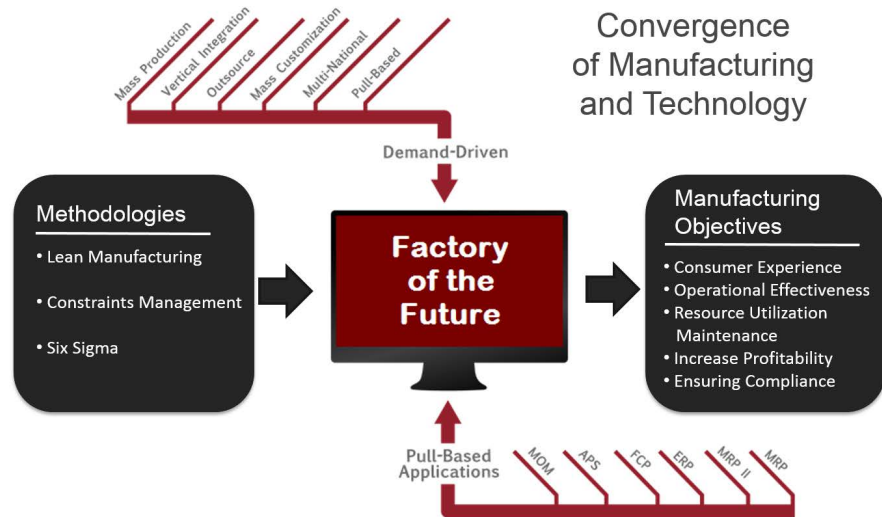 Convergence
of Manufacturing
and Technology
Mass Production
Vertical Integration
Outsource
Mass Customization
Multi-National
Pull-Based
Demand-Driven
Methodologies
• Lean Manufacturing
• Constraints Management
• Six Sigma
Factory
of the
Future
Manufacturing
Objectives
• Consumer Experience
• Operational Effectiveness
• Resource Utilization
Maintenance
• Increase Profitability
• Ensuring Compliance
Pull-Based
Applications
MOM
APS
FCP
ERP
MRP II
MRP